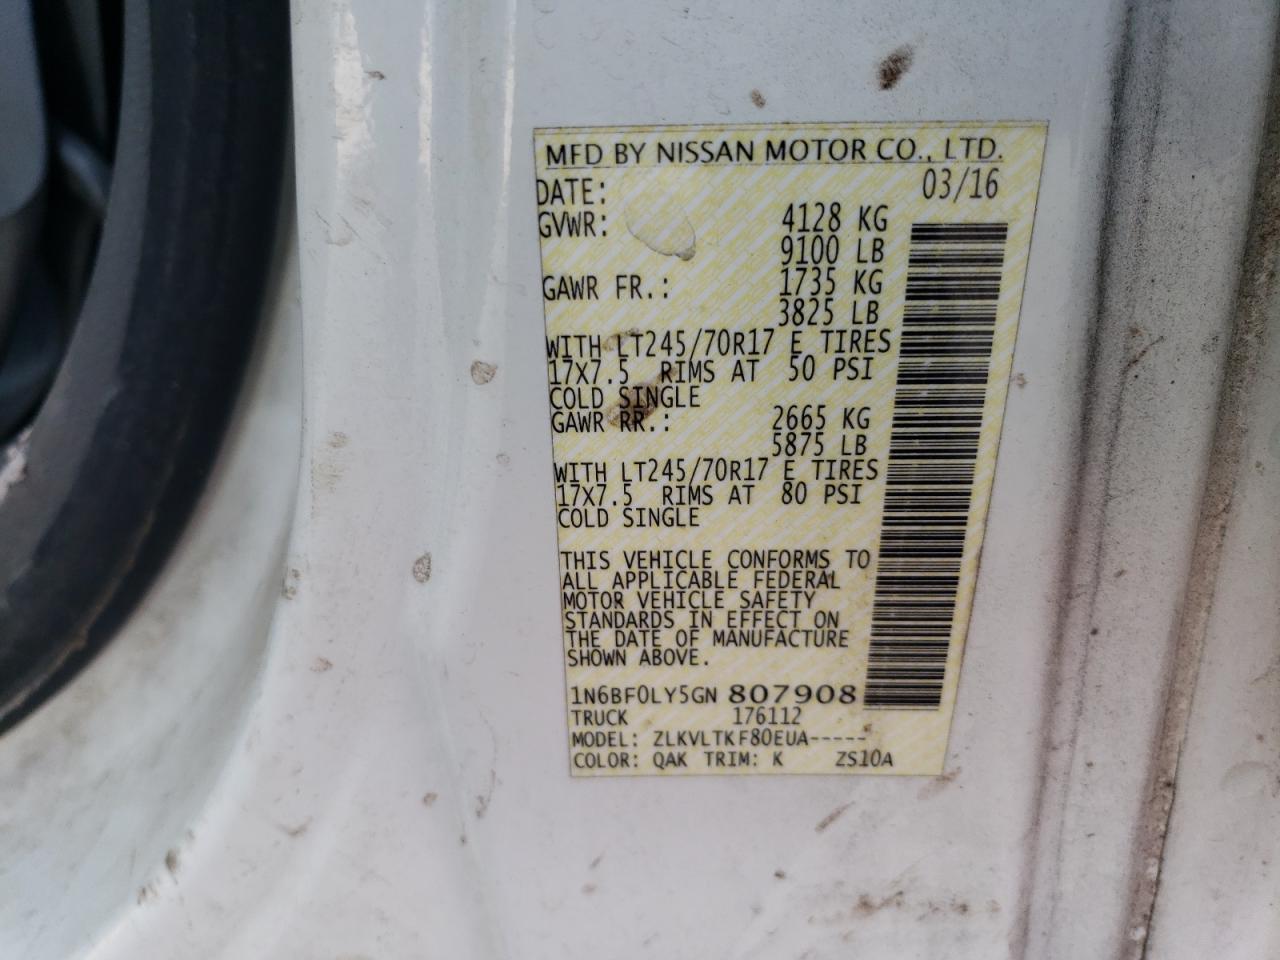 MFD BY NISSAN MOTOR CO., LTD.
DATE: 03/16
GVWR: 4128 KG
9100 LB
GAWR FR.: 1735 KG
3825 LB
WITH LT245/70R17 E TIRES
17X7.5 RIMS AT 50 PSI
COLD SINGLE
GAWR RR.: 2665 KG
5875 LB
WITH LT245/70R17 E TIRES
17X7.5 RIMS AT 80 PSI
COLD SINGLE
THIS VEHICLE CONFORMS TO
ALL APPLICABLE FEDERAL
MOTOR VEHICLE SAFETY
STANDARDS IN EFFECT ON
THE DATE OF MANUFACTURE
SHOWN ABOVE.
1N6BF0LY5GN 807908
TRUCK 176112
MODEL: ZLKVLTKF80EUA-----
COLOR: QAK TRIM: K ZS10A